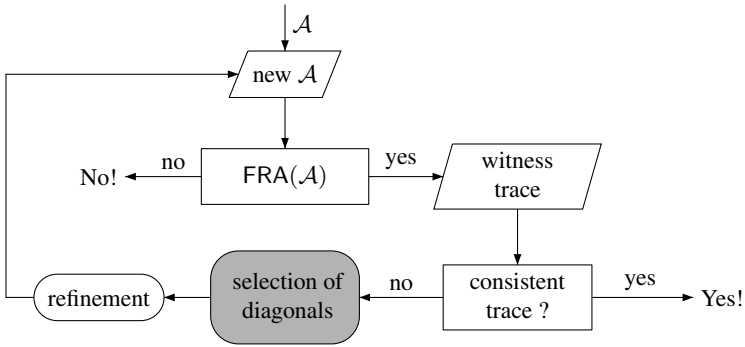 𝒜
new 𝒜
No!
no
FRA(𝒜)
yes
witness
trace
refinement
selection of
diagonals
no
consistent
trace ?
yes
Yes!